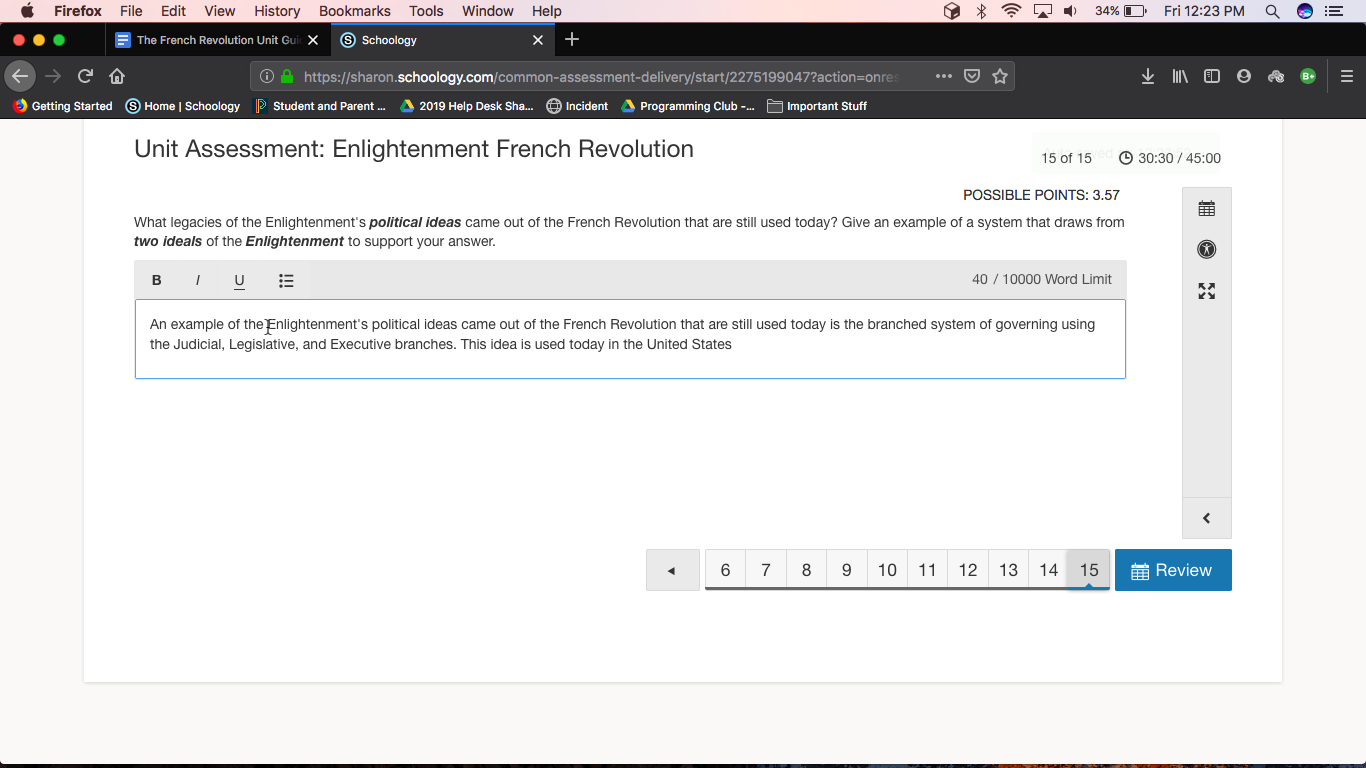 Firefox File Edit View History Bookmarks Tools Window Help 34% Fri 12:23 PM
The French Revolution Unit Gui Schoology
https://sharon.schoology.com/common-assessment-delivery/start/2275199047?action=onres
Getting Started Home | Schoology Student and Parent ... 2019 Help Desk Sha... Incident Programming Club -... Important Stuff
Unit Assessment: Enlightenment French Revolution
15 of 15 30:30 / 45:00
POSSIBLE POINTS: 3.57
What legacies of the Enlightenment's political ideas came out of the French Revolution that are still used today? Give an example of a system that draws from
two ideals of the Enlightenment to support your answer.
B I U 40 / 10000 Word Limit
An example of the Enlightenment's political ideas came out of the French Revolution that are still used today is the branched system of governing using
the Judicial, Legislative, and Executive branches. This idea is used today in the United States
6 7 8 9 10 11 12 13 14 15 Review